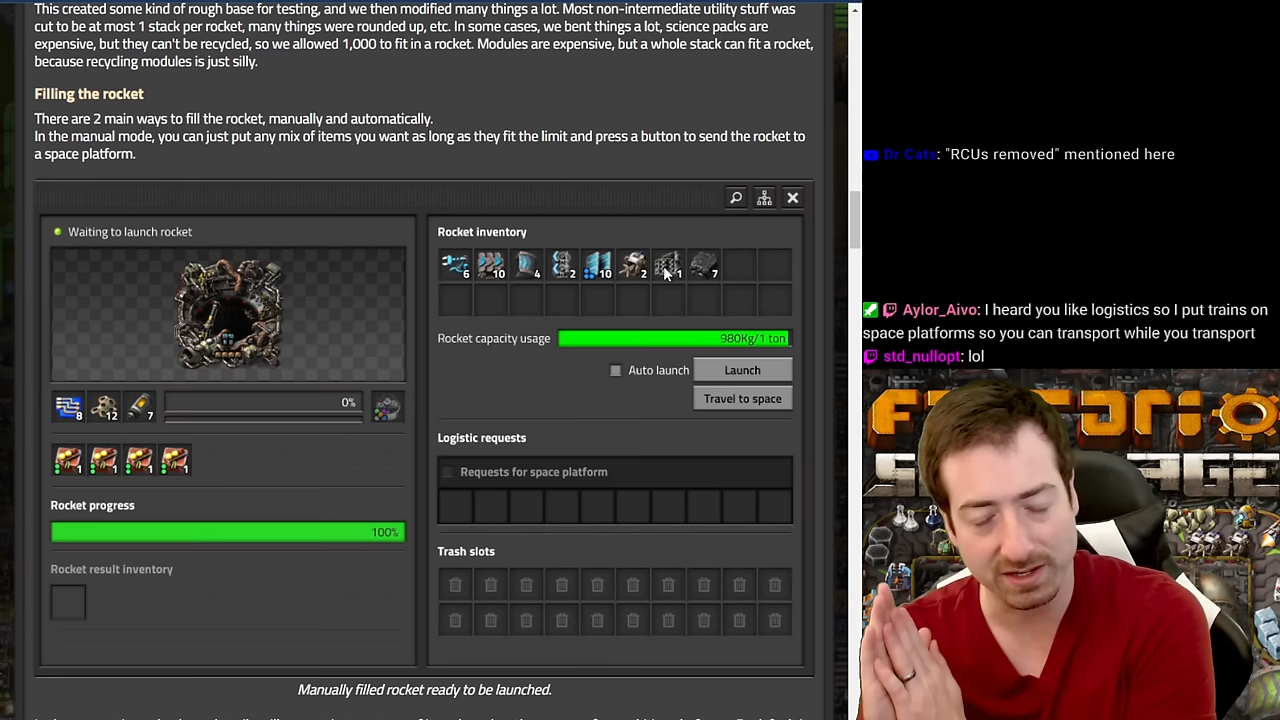 This created some kind of rough base for testing, and we then modified many things a lot. Most non-intermediate utility stuff was
cut to be at most 1 stack per rocket, many things were rounded up, etc. In some cases, we bent things a lot, science packs are
expensive, but they can't be recycled, so we allowed 1,000 to fit in a rocket. Modules are expensive, but a whole stack can fit a rocket,
because recycling modules is just silly.
Filling the rocket
There are 2 main ways to fill the rocket, manually and automatically.
In the manual mode, you can just put any mix of items you want as long as they fit the limit and press a button to send the rocket to
a space platform.
Waiting to launch rocket
8 12 7 0%
1 1 1 1
Rocket progress
100%
Rocket result inventory
Rocket inventory
6 10 4 2 10 2 1 7
Rocket capacity usage 980Kg/1 ton
Auto launch Launch
Travel to space
Logistic requests
Requests for space platform
Trash slots
Manually filled rocket ready to be launched.
Dr Cats: "RCUs removed" mentioned here
Aylor_Aivo: I heard you like logistics so I put trains on
space platforms so you can transport while you transport
std_nullopt: lol